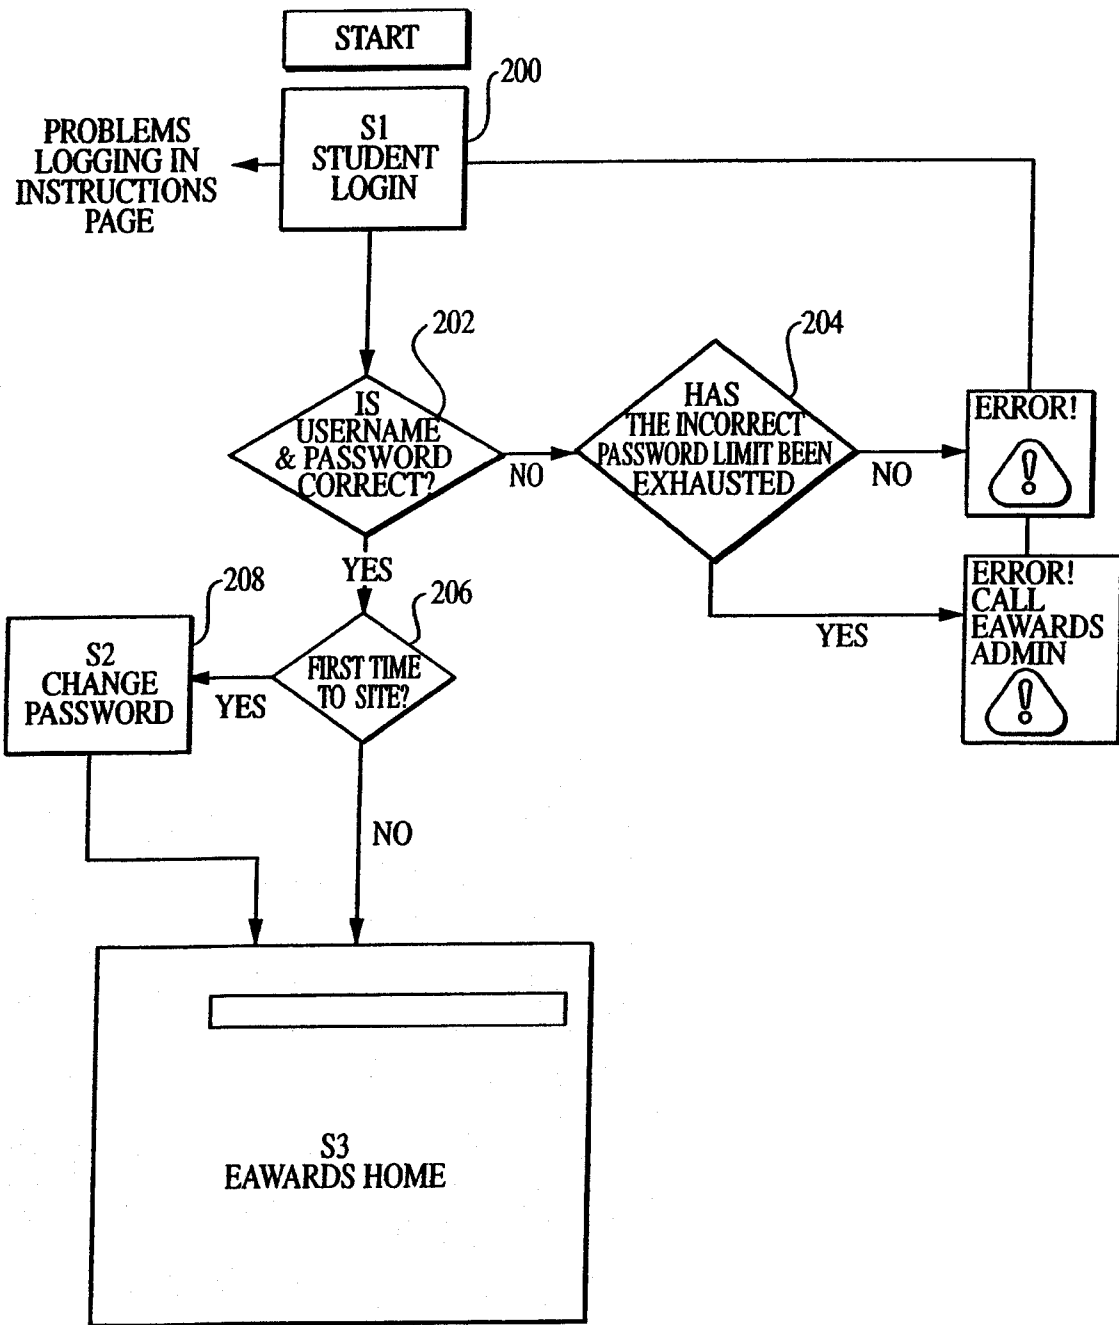 START
200
S1
STUDENT
LOGIN
PROBLEMS
LOGGING IN
INSTRUCTIONS
PAGE
202
IS
USERNAME
& PASSWORD
CORRECT?
NO
204
HAS
THE INCORRECT
PASSWORD LIMIT BEEN
EXHAUSTED
NO
ERROR!
!
YES
ERROR!
CALL
EAWARDS
ADMIN
!
YES
206
FIRST TIME
TO SITE?
YES
208
S2
CHANGE
PASSWORD
NO
S3
EAWARDS HOME